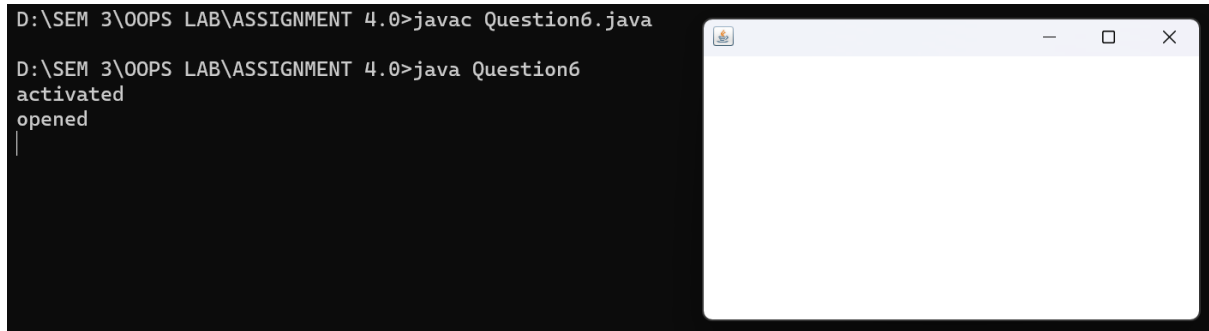 D:\SEM 3\OOPS LAB\ASSIGNMENT 4.0>javac Question6.java
D:\SEM 3\OOPS LAB\ASSIGNMENT 4.0>java Question6
activated
opened